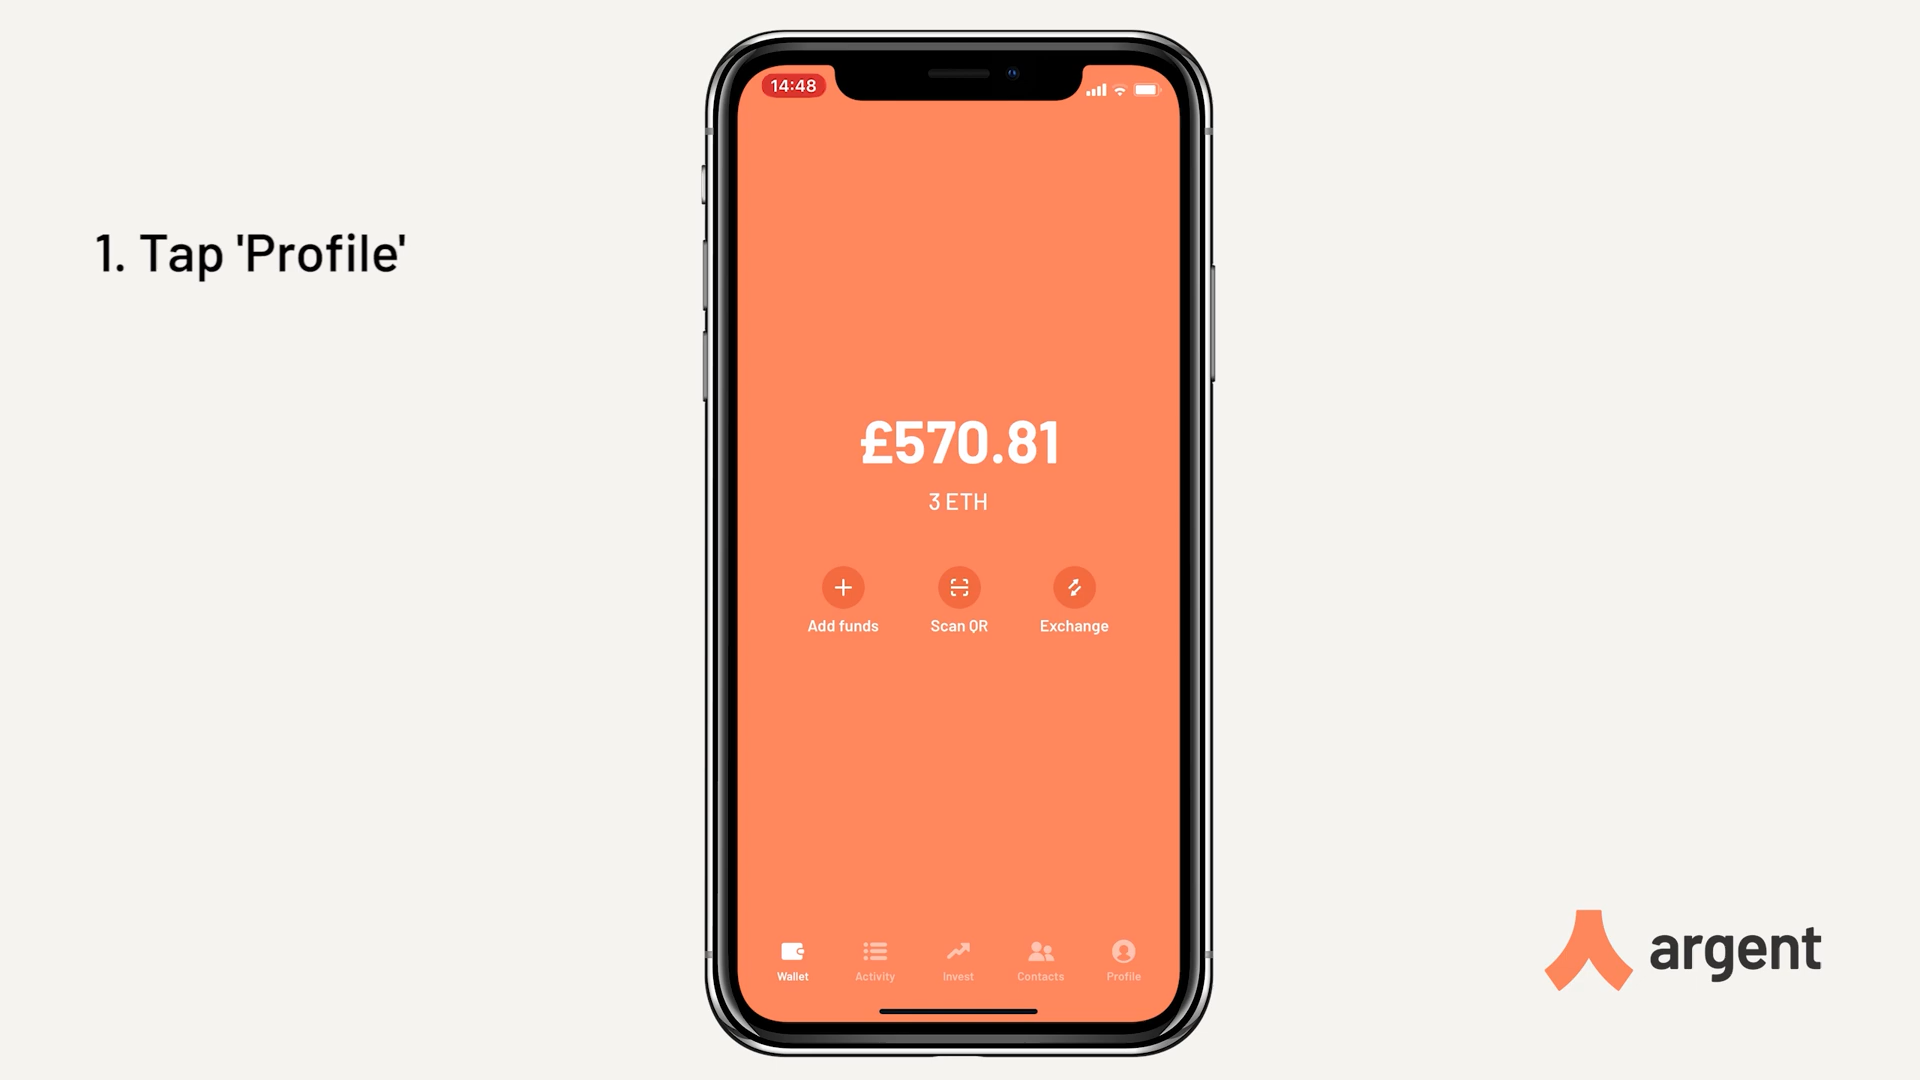 1. Tap 'Profile'
14:48
£570.81
3 ETH
Add funds Scan QR Exchange
Wallet Activity Invest Contacts Profile
argent